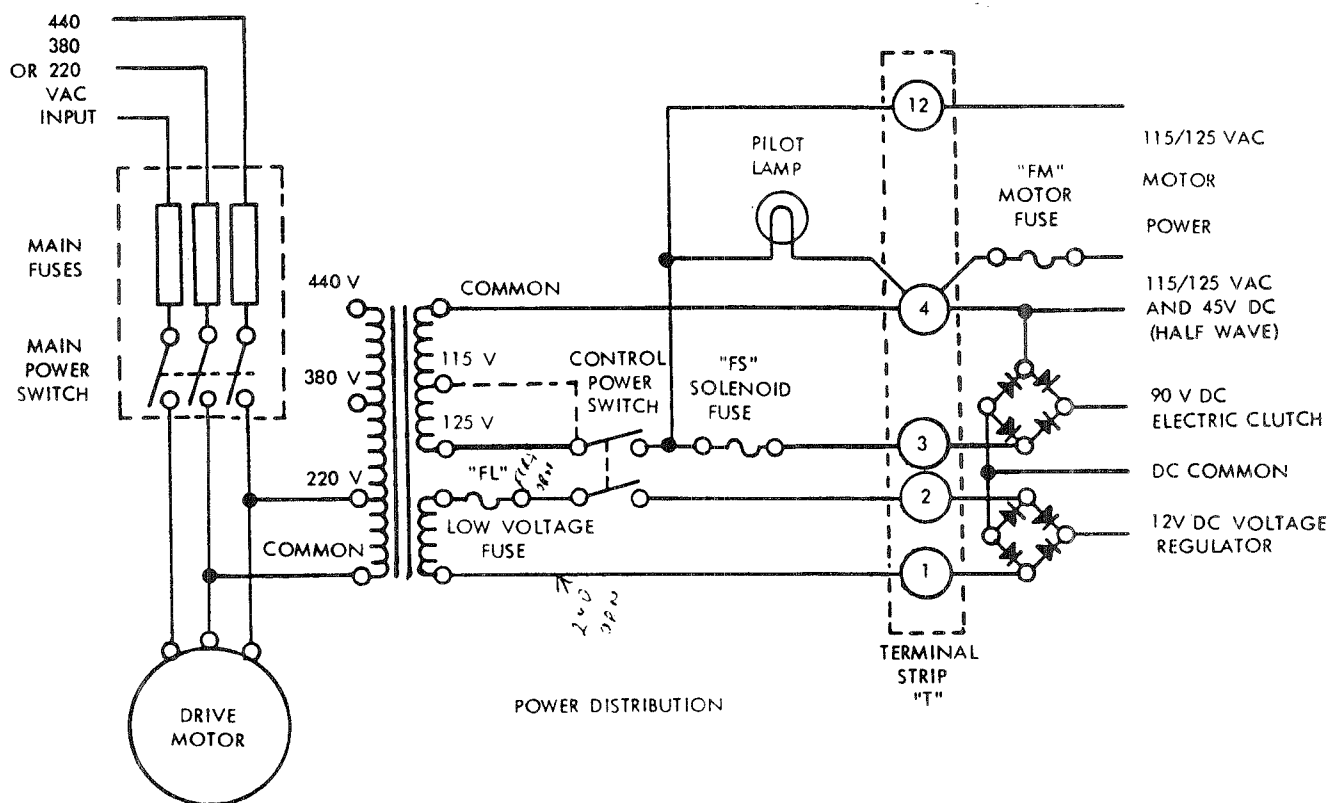 440
380
OR 220
VAC
INPUT
MAIN
FUSES
MAIN
POWER
SWITCH
DRIVE
MOTOR
440 V
380 V
220 V
COMMON
COMMON
115 V
125 V
"FL"
LOW VOLTAGE
FUSE
CONTROL
POWER
SWITCH
PILOT
LAMP
"FS"
SOLENOID
FUSE
12
4
3
2
1
TERMINAL
STRIP
"T"
"FM"
MOTOR
FUSE
115/125 VAC
MOTOR
POWER
115/125 VAC
AND 45V DC
(HALF WAVE)
90 V DC
ELECTRIC CLUTCH
DC COMMON
12V DC VOLTAGE
REGULATOR
2ND
OPN
OPN
POWER DISTRIBUTION